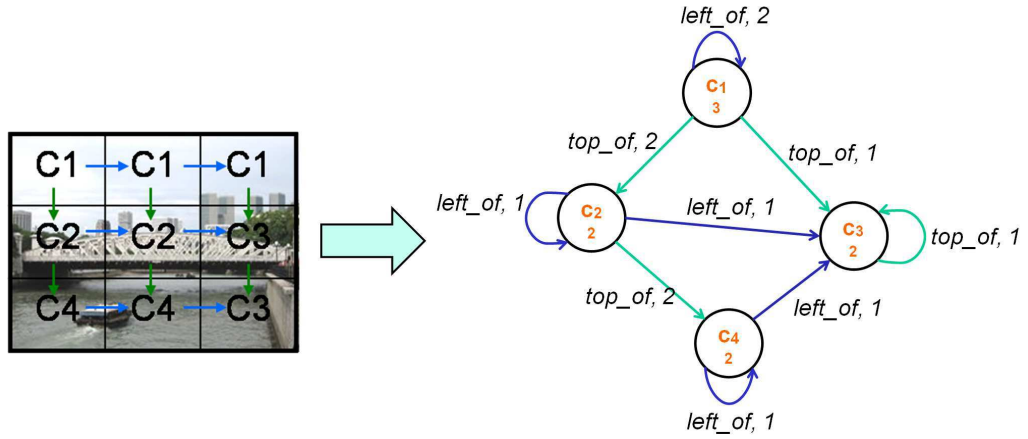 C1 C1 C1
C2 C2 C3
C4 C4 C3
left_of, 2
c1
3
top_of, 2
top_of, 1
left_of, 1
c2
2
left_of, 1
c3
2
top_of, 1
top_of, 2
left_of, 1
c4
2
left_of, 1